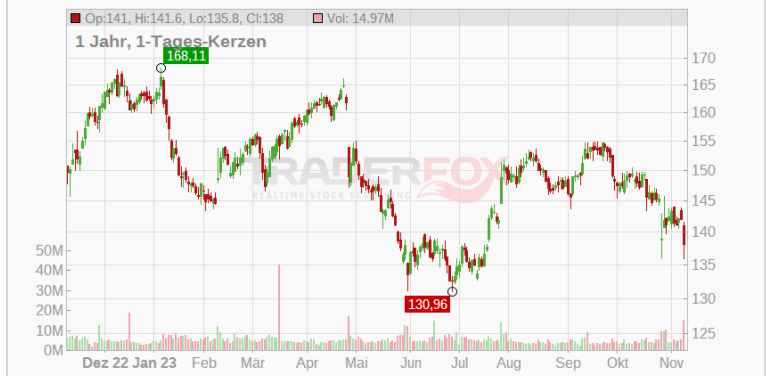 Op:141, Hi:141.6, Lo:135.8, Cl:138 Vol: 14.97M
1 Jahr, 1-Tages-Kerzen
168,11
170
165
160
155
150
145
140
135
130
125
TRADERFOX
REALTIME-STOCK SCREENING
130,96
50M
40M
30M
20M
10M
0M
Dez 22 Jan 23 Feb Mär Apr Mai Jun Jul Aug Sep Okt Nov